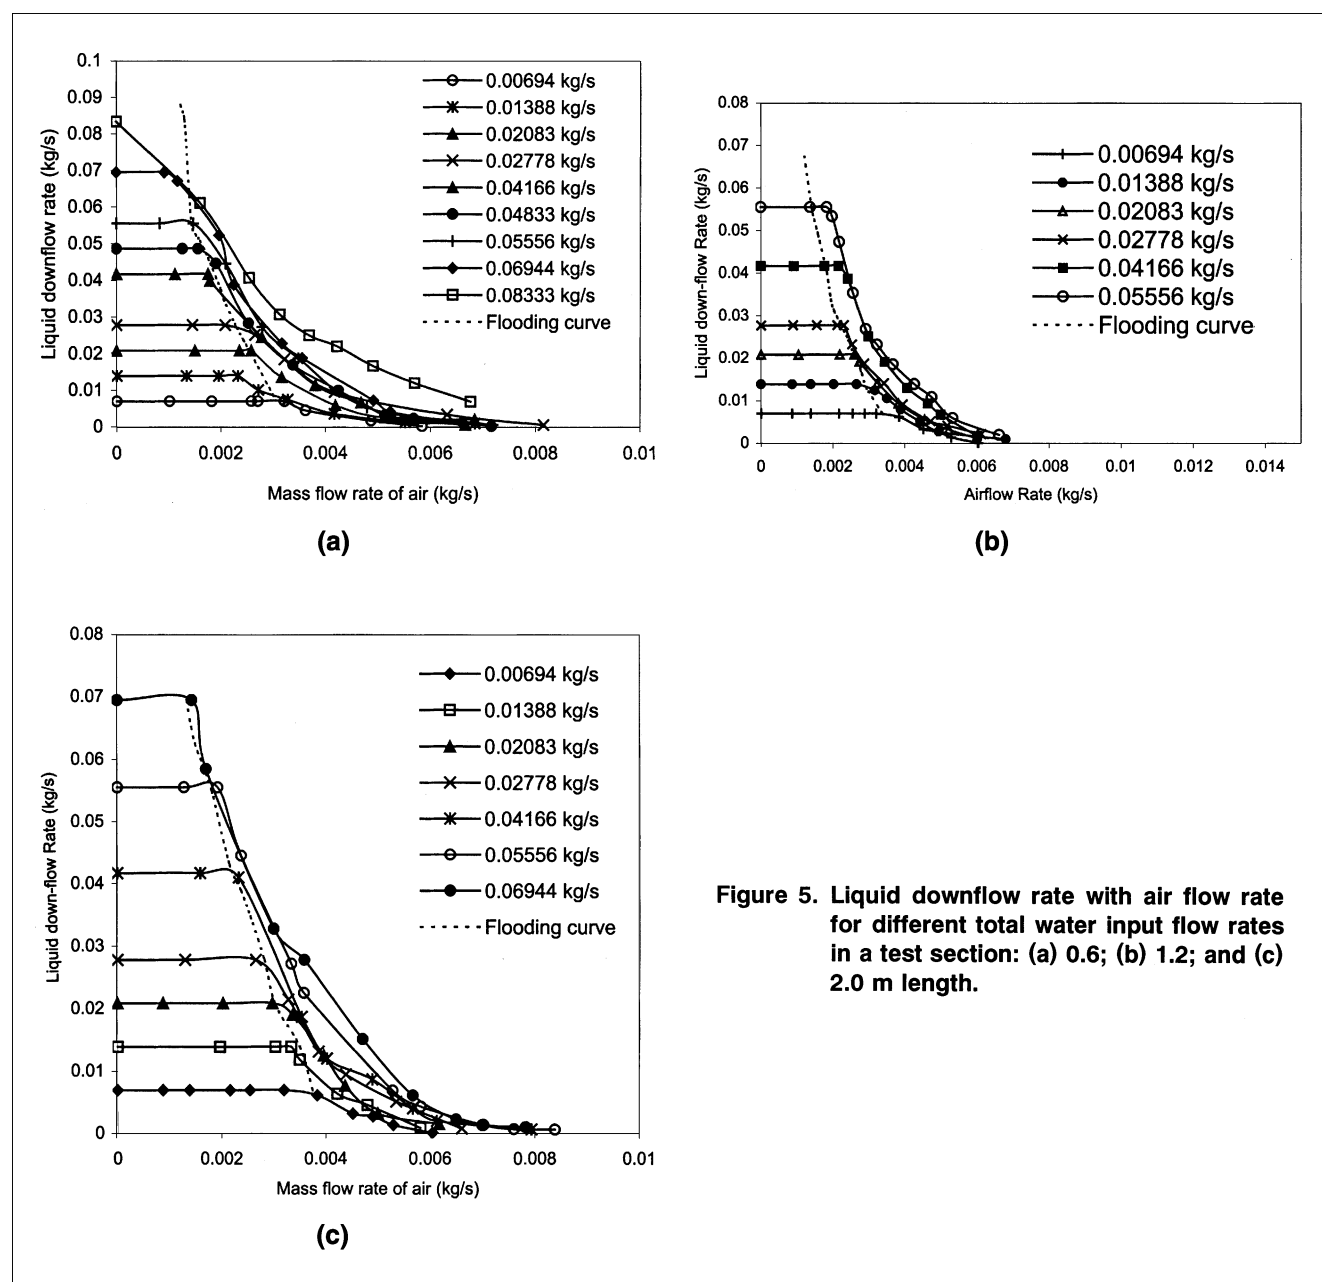 0.1
0.09
0.08
0.07
0.06
0.05
0.04
0.03
0.02
0.01
0
Liquid downflow rate (kg/s)
0.00694 kg/s
0.01388 kg/s
0.02083 kg/s
0.02778 kg/s
0.04166 kg/s
0.04833 kg/s
0.05556 kg/s
0.06944 kg/s
0.08333 kg/s
Flooding curve
0 0.002 0.004 0.006 0.008 0.01
Mass flow rate of air (kg/s)
(a)
0.08
0.07
0.06
0.05
0.04
0.03
0.02
0.01
0
Liquid down-flow Rate (kg/s)
0.00694 kg/s
0.01388 kg/s
0.02083 kg/s
0.02778 kg/s
0.04166 kg/s
0.05556 kg/s
Flooding curve
0 0.002 0.004 0.006 0.008 0.01 0.012 0.014
Airflow Rate (kg/s)
(b)
0.08
0.07
0.06
0.05
0.04
0.03
0.02
0.01
0
Liquid down-flow Rate (kg/s)
0.00694 kg/s
0.01388 kg/s
0.02083 kg/s
0.02778 kg/s
0.04166 kg/s
0.05556 kg/s
0.06944 kg/s
Flooding curve
0 0.002 0.004 0.006 0.008 0.01
Mass flow rate of air (kg/s)
(c)
Figure 5. Liquid downflow rate with air flow rate
for different total water input flow rates
in a test section: (a) 0.6; (b) 1.2; and (c)
2.0 m length.